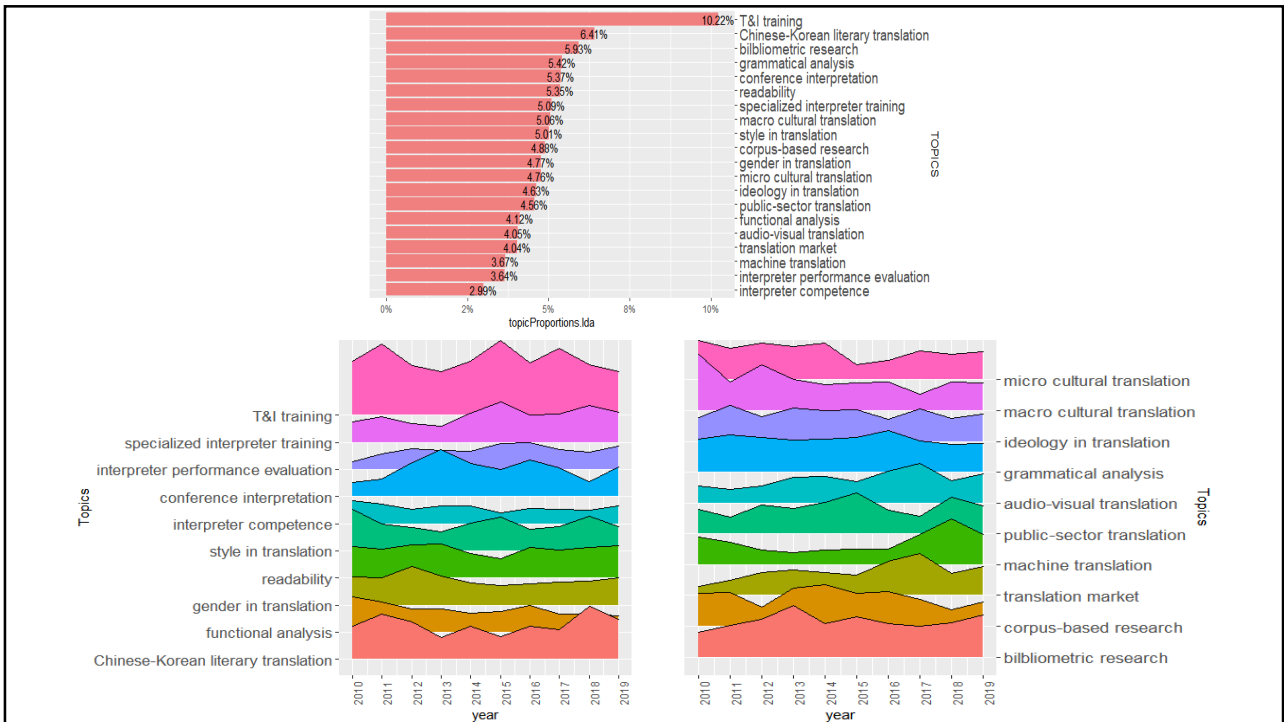 10.22% T&I training
6.41% Chinese-Korean literary translation
5.93% bilbliometric research
5.42% grammatical analysis
5.37% conference interpretation
5.35% readability
5.09% specialized interpreter training
5.06% macro cultural translation
5.01% style in translation
4.88% corpus-based research
4.77% gender in translation
4.76% micro cultural translation
4.63% ideology in translation
4.56% public-sector translation
4.12% functional analysis
4.05% audio-visual translation
4.04% translation market
3.67% machine translation
3.64% interpreter performance evaluation
2.99% interpreter competence
TOPICS
0% 2% 5% 8% 10%
topicProportions.lda
T&I training
specialized interpreter training
interpreter performance evaluation
conference interpretation
interpreter competence
style in translation
readability
gender in translation
functional analysis
Chinese-Korean literary translation
Topics
2010 2011 2012 2013 2014 2015 2016 2017 2018 2019
year
micro cultural translation
macro cultural translation
ideology in translation
grammatical analysis
audio-visual translation
public-sector translation
machine translation
translation market
corpus-based research
bilbliometric research
Topics
2010 2011 2012 2013 2014 2015 2016 2017 2018 2019
year